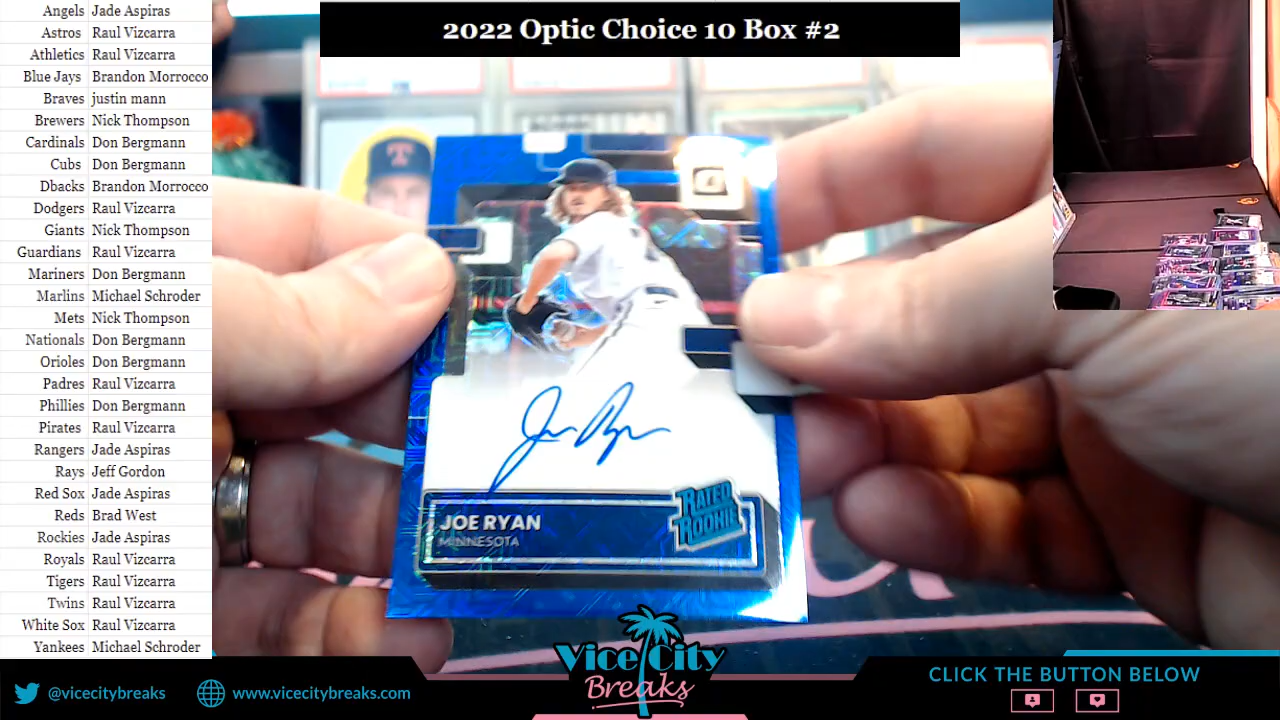 2022 Optic Choice 10 Box #2
Angels Jade Aspiras
Astros Raul Vizcarra
Athletics Raul Vizcarra
Blue Jays Brandon Morrocco
Braves justin mann
Brewers Nick Thompson
Cardinals Don Bergmann
Cubs Don Bergmann
Dbacks Brandon Morrocco
Dodgers Raul Vizcarra
Giants Nick Thompson
Guardians Raul Vizcarra
Mariners Don Bergmann
Marlins Michael Schroder
Mets Nick Thompson
Nationals Don Bergmann
Orioles Don Bergmann
Padres Raul Vizcarra
Phillies Don Bergmann
Pirates Raul Vizcarra
Rangers Jade Aspiras
Rays Jeff Gordon
Red Sox Jade Aspiras
Reds Brad West
Rockies Jade Aspiras
Royals Raul Vizcarra
Tigers Raul Vizcarra
Twins Raul Vizcarra
White Sox Raul Vizcarra
Yankees Michael Schroder
T
Joe Ryan
RATED
ROOKIE
JOE RYAN
MINNESOTA
Vice City
Breaks
@vicecitybreaks
www.vicecitybreaks.com
CLICK THE BUTTON BELOW